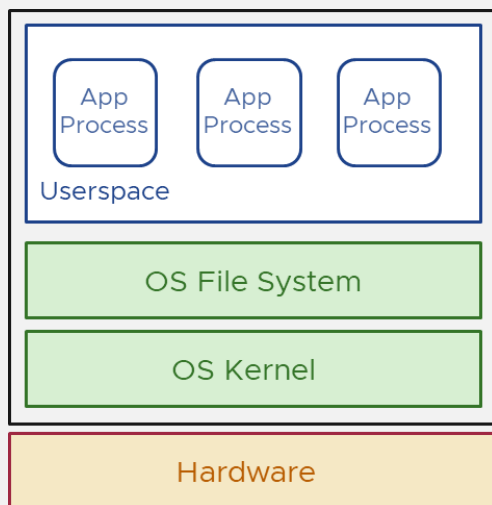 App
Process
App
Process
App
Process
Userspace
OS File System
OS Kernel
Hardware